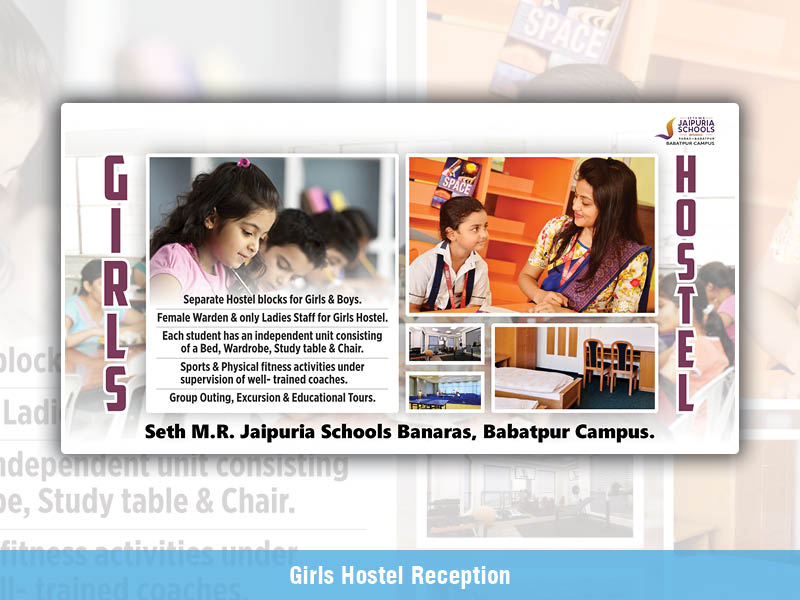 SETH M.R.
JAIPURIA
SCHOOLS
BABATPUR CAMPUS
GIRLS
HOSTEL
SPACE
Separate Hostel blocks for Girls & Boys.
Female Warden & only Ladies Staff for Girls Hostel.
Each student has an independent unit consisting
of a Bed, Wardrobe, Study table & Chair.
Sports & Physical fitness activities under
supervision of well- trained coaches.
Group Outing, Excursion & Educational Tours.
Seth M.R. Jaipuria Schools Banaras, Babatpur Campus.
SPACE
block
Ladi
ndependent unit consisting
oe, Study table & Chair.
fitness activities under
ll- trained coaches.
Girls Hostel Reception